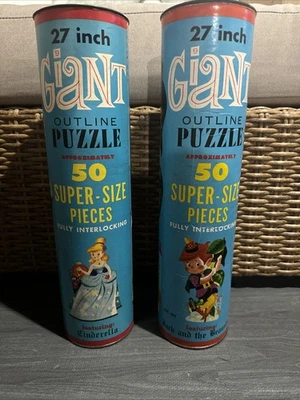 27 inch
GIANT
OUTLINE
PUZZLE
APPROXIMATELY
50
SUPER-SIZE
PIECES
FULLY INTERLOCKING
featuring:
Cinderella
27 inch
GIANT
OUTLINE
PUZZLE
APPROXIMATELY
50
SUPER-SIZE
PIECES
FULLY INTERLOCKING
featuring:
and the